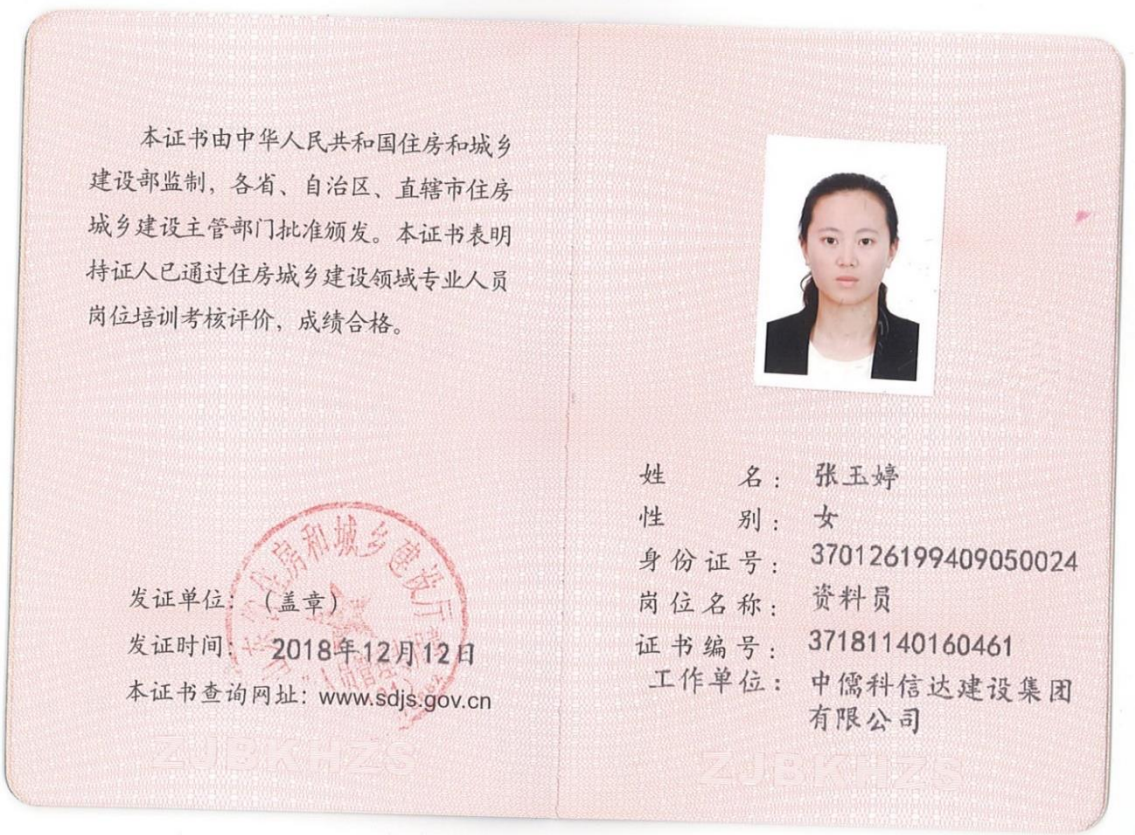 本证书由中华人民共和国住房和城乡
建设部监制，各省、自治区、直辖市住房
城乡建设主管部门批准颁发。本证书表明
持证人已通过住房城乡建设领域专业人员
岗位培训考核评价，成绩合格。
住房和城乡建设厅
发证单位：（盖章）
发证时间：2018年12月12日
本证书查询网址：www.sdjs.gov.cn
ZJBKHZS
姓名：张玉婷
性别：女
身份证号：370126199409050024
岗位名称：资料员
证书编号：37181140160461
工作单位：中儒科信达建设集团
有限公司
ZJBKHZS